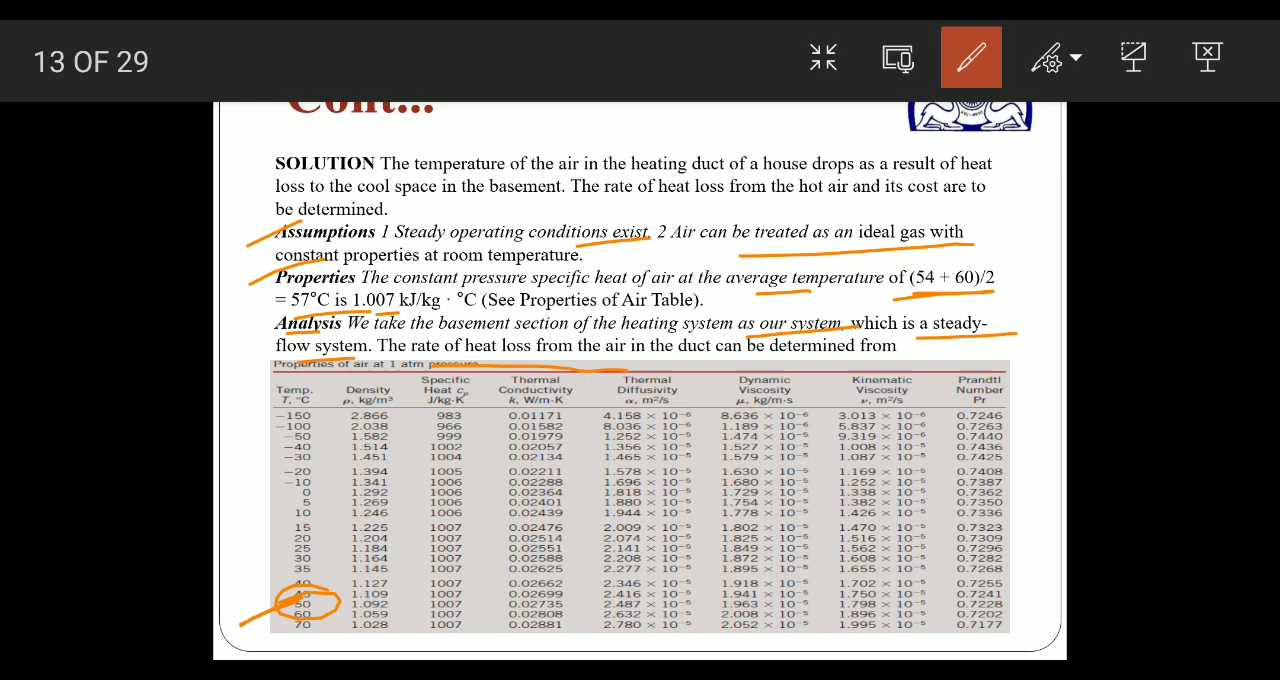 13 OF 29
Cont...
SOLUTION The temperature of the air in the heating duct of a house drops as a result of heat
loss to the cool space in the basement. The rate of heat loss from the hot air and its cost are to
be determined.
Assumptions 1 Steady operating conditions exist. 2 Air can be treated as an ideal gas with
constant properties at room temperature.
Properties The constant pressure specific heat of air at the average temperature of (54 + 60)/2
= 57°C is 1.007 kJ/kg · °C (See Properties of Air Table).
Analysis We take the basement section of the heating system as our system, which is a steady-
flow system. The rate of heat loss from the air in the duct can be determined from
Properties of air at 1 atm pressure
Specific Thermal Thermal Dynamic Kinematic Prandtl
Temp. Density Heat cp Conductivity Diffusivity Viscosity Viscosity Number
T, °C ρ, kg/m³ J/kg·K k, W/m·K α, m²/s μ, kg/m·s ν, m²/s Pr
−150 2.866 983 0.01171 4.158 × 10⁻⁶ 8.636 × 10⁻⁶ 3.013 × 10⁻⁶ 0.7246
−100 2.038 966 0.01582 8.036 × 10⁻⁶ 1.189 × 10⁻⁶ 5.837 × 10⁻⁶ 0.7263
−50 1.582 999 0.01979 1.252 × 10⁻⁵ 1.474 × 10⁻⁵ 9.319 × 10⁻⁶ 0.7440
−40 1.514 1002 0.02057 1.356 × 10⁻⁵ 1.527 × 10⁻⁵ 1.008 × 10⁻⁵ 0.7436
−30 1.451 1004 0.02134 1.465 × 10⁻⁵ 1.579 × 10⁻⁵ 1.087 × 10⁻⁵ 0.7425
−20 1.394 1005 0.02211 1.578 × 10⁻⁵ 1.630 × 10⁻⁵ 1.169 × 10⁻⁵ 0.7408
−10 1.341 1006 0.02288 1.696 × 10⁻⁵ 1.680 × 10⁻⁵ 1.252 × 10⁻⁵ 0.7387
0 1.292 1006 0.02364 1.818 × 10⁻⁵ 1.729 × 10⁻⁵ 1.338 × 10⁻⁵ 0.7362
5 1.269 1006 0.02401 1.880 × 10⁻⁵ 1.754 × 10⁻⁵ 1.382 × 10⁻⁵ 0.7350
10 1.246 1006 0.02439 1.944 × 10⁻⁵ 1.778 × 10⁻⁵ 1.426 × 10⁻⁵ 0.7336
15 1.225 1007 0.02476 2.009 × 10⁻⁵ 1.802 × 10⁻⁵ 1.470 × 10⁻⁵ 0.7323
20 1.204 1007 0.02514 2.074 × 10⁻⁵ 1.825 × 10⁻⁵ 1.516 × 10⁻⁵ 0.7309
25 1.184 1007 0.02551 2.141 × 10⁻⁵ 1.849 × 10⁻⁵ 1.562 × 10⁻⁵ 0.7296
30 1.164 1007 0.02588 2.208 × 10⁻⁵ 1.872 × 10⁻⁵ 1.608 × 10⁻⁵ 0.7282
35 1.145 1007 0.02625 2.277 × 10⁻⁵ 1.895 × 10⁻⁵ 1.655 × 10⁻⁵ 0.7268
40 1.127 1007 0.02662 2.346 × 10⁻⁵ 1.918 × 10⁻⁵ 1.702 × 10⁻⁵ 0.7255
45 1.109 1007 0.02699 2.416 × 10⁻⁵ 1.941 × 10⁻⁵ 1.750 × 10⁻⁵ 0.7241
50 1.092 1007 0.02735 2.487 × 10⁻⁵ 1.963 × 10⁻⁵ 1.798 × 10⁻⁵ 0.7228
60 1.059 1007 0.02808 2.632 × 10⁻⁵ 2.008 × 10⁻⁵ 1.896 × 10⁻⁵ 0.7202
70 1.028 1007 0.02881 2.780 × 10⁻⁵ 2.052 × 10⁻⁵ 1.995 × 10⁻⁵ 0.7177